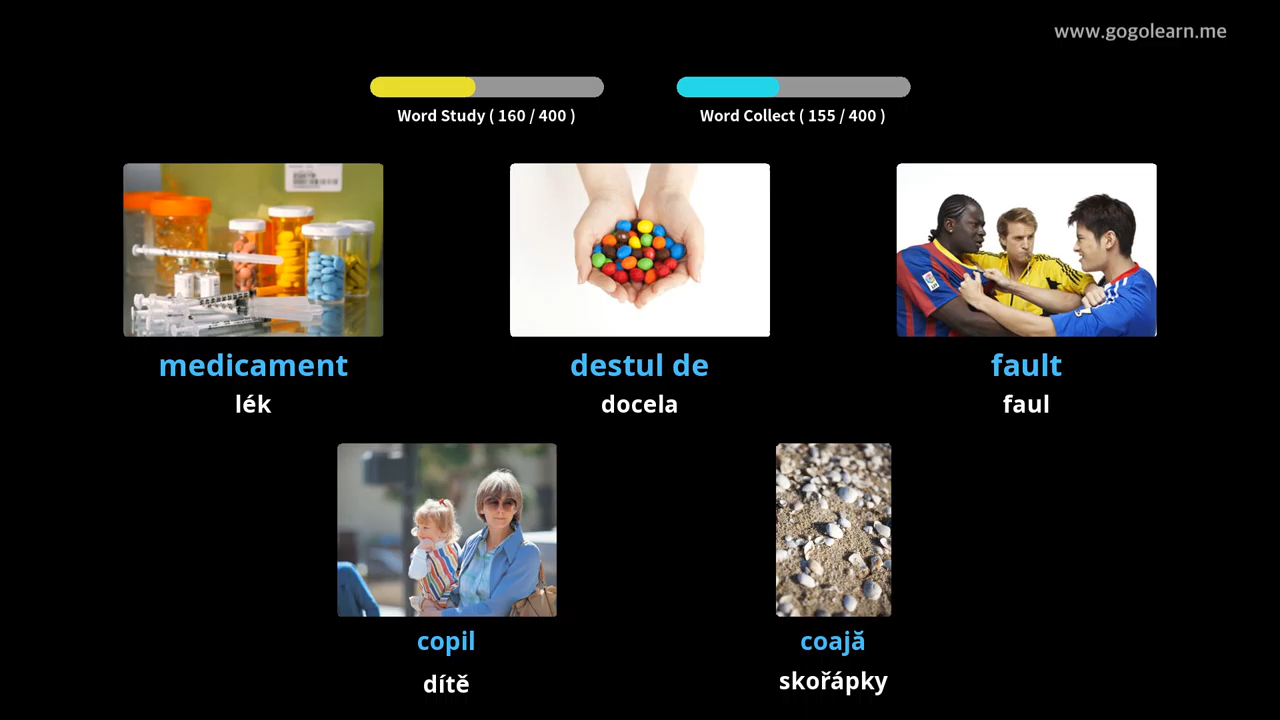 www.gogolearn.me
Word Study ( 160 / 400 )
Word Collect ( 155 / 400 )
medicament
lék
destul de
docela
fault
faul
copil
dítě
coajă
skořápky